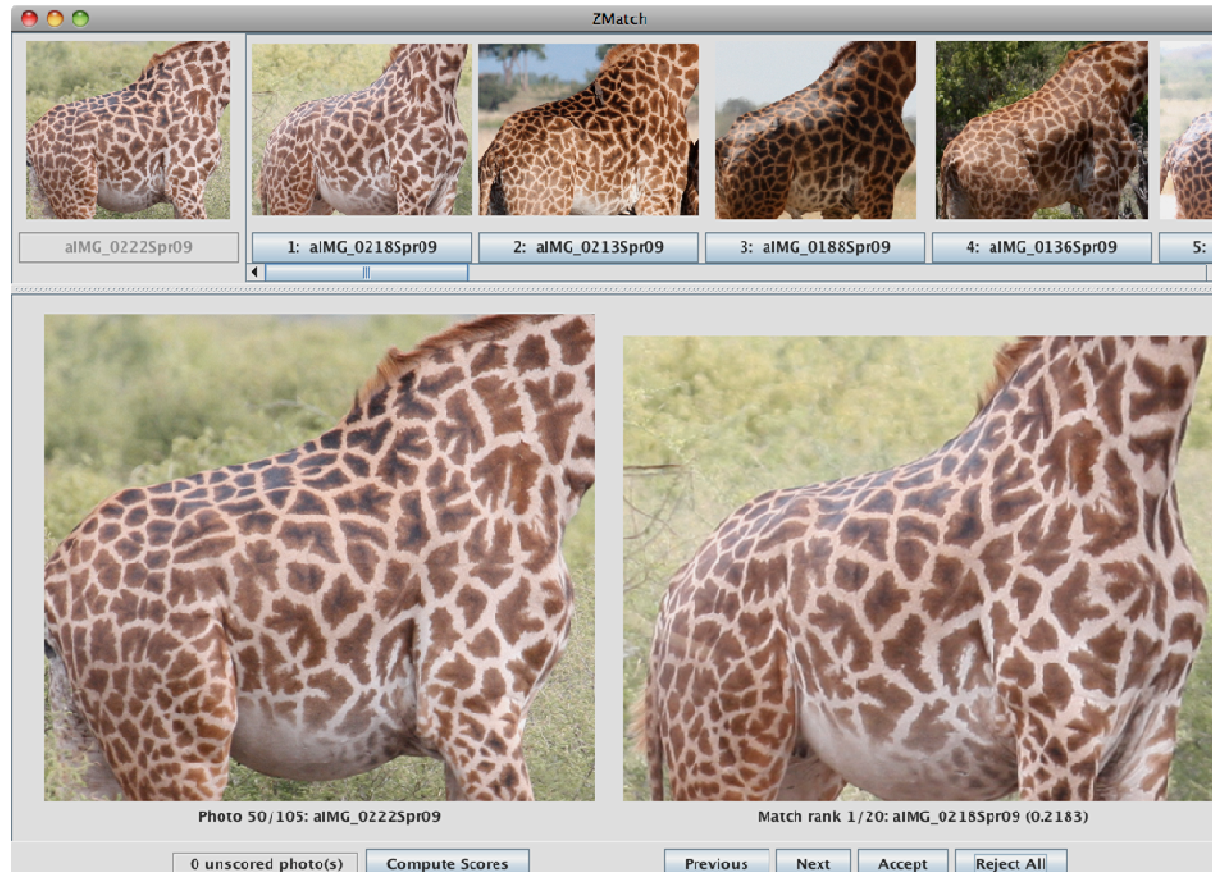 ZMatch
aIMG_0222Spr09
1: aIMG_0218Spr09
2: aIMG_0213Spr09
3: aIMG_0188Spr09
4: aIMG_0136Spr09
5:
Photo 50/105: aIMG_0222Spr09
Match rank 1/20: aIMG_0218Spr09 (0.2183)
0 unscored photo(s)
Compute Scores
Previous
Next
Accept
Reject All